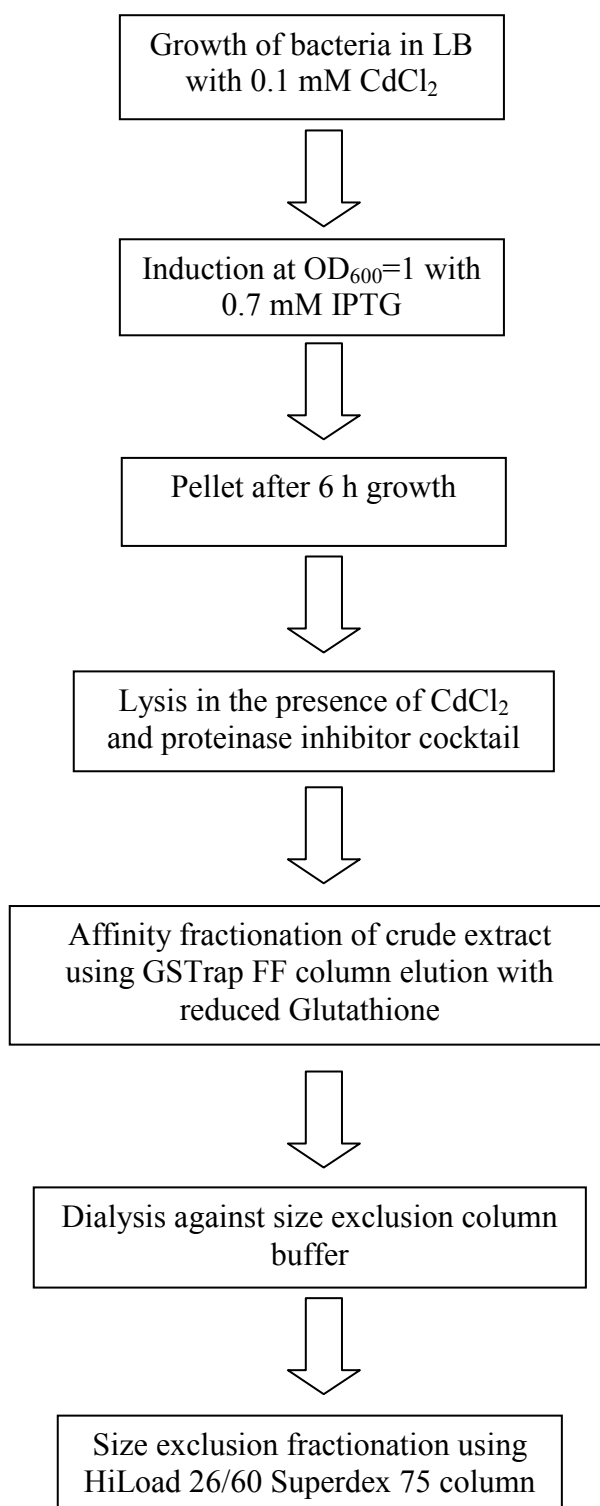 Growth of bacteria in LB
with 0.1 mM CdCl₂
Induction at OD₆₀₀=1 with
0.7 mM IPTG
Pellet after 6 h growth
Lysis in the presence of CdCl₂
and proteinase inhibitor cocktail
Affinity fractionation of crude extract
using GSTrap FF column elution with
reduced Glutathione
Dialysis against size exclusion column
buffer
Size exclusion fractionation using
HiLoad 26/60 Superdex 75 column